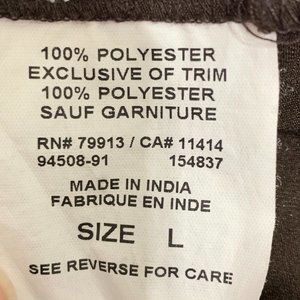 100% POLYESTER
EXCLUSIVE OF TRIM
100% POLYESTER
SAUF GARNITURE
RN# 79913 / CA# 11414
94508-91 154837
MADE IN INDIA
FABRIQUE EN INDE
SIZE L
SEE REVERSE FOR CARE